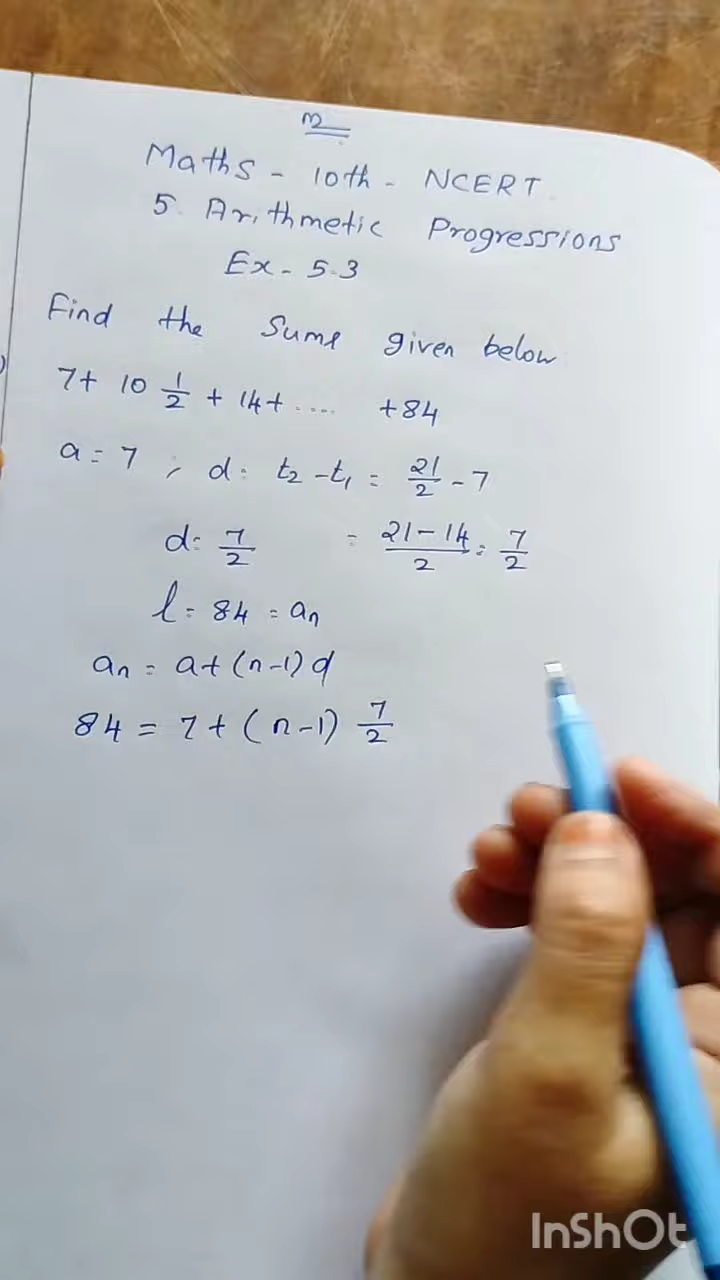 m
Maths - 10th - NCERT
5. Arithmetic Progressions
Ex - 5.3
Find the Sums given below
7+ 10 1/2 + 14+ .... +84
a = 7 , d = t₂ - t₁ = 21/2 - 7
d = 7/2 = (21-14)/2 = 7/2
l = 84 = aₙ
aₙ = a+(n-1)d
84 = 7+(n-1) 7/2
InShOt